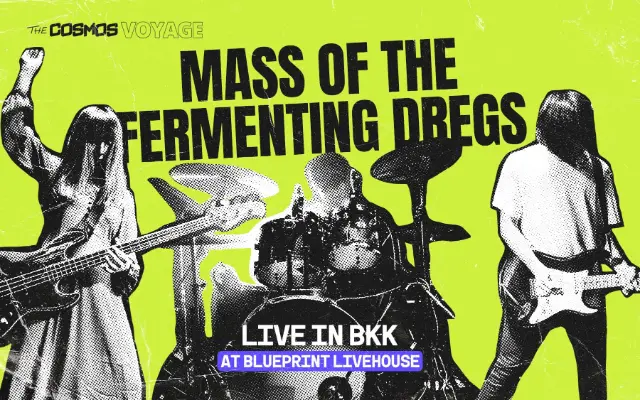 THE COSMOS VOYAGE
MASS OF THE
FERMENTING DREGS
LIVE IN BKK
AT BLUEPRINT LIVEHOUSE